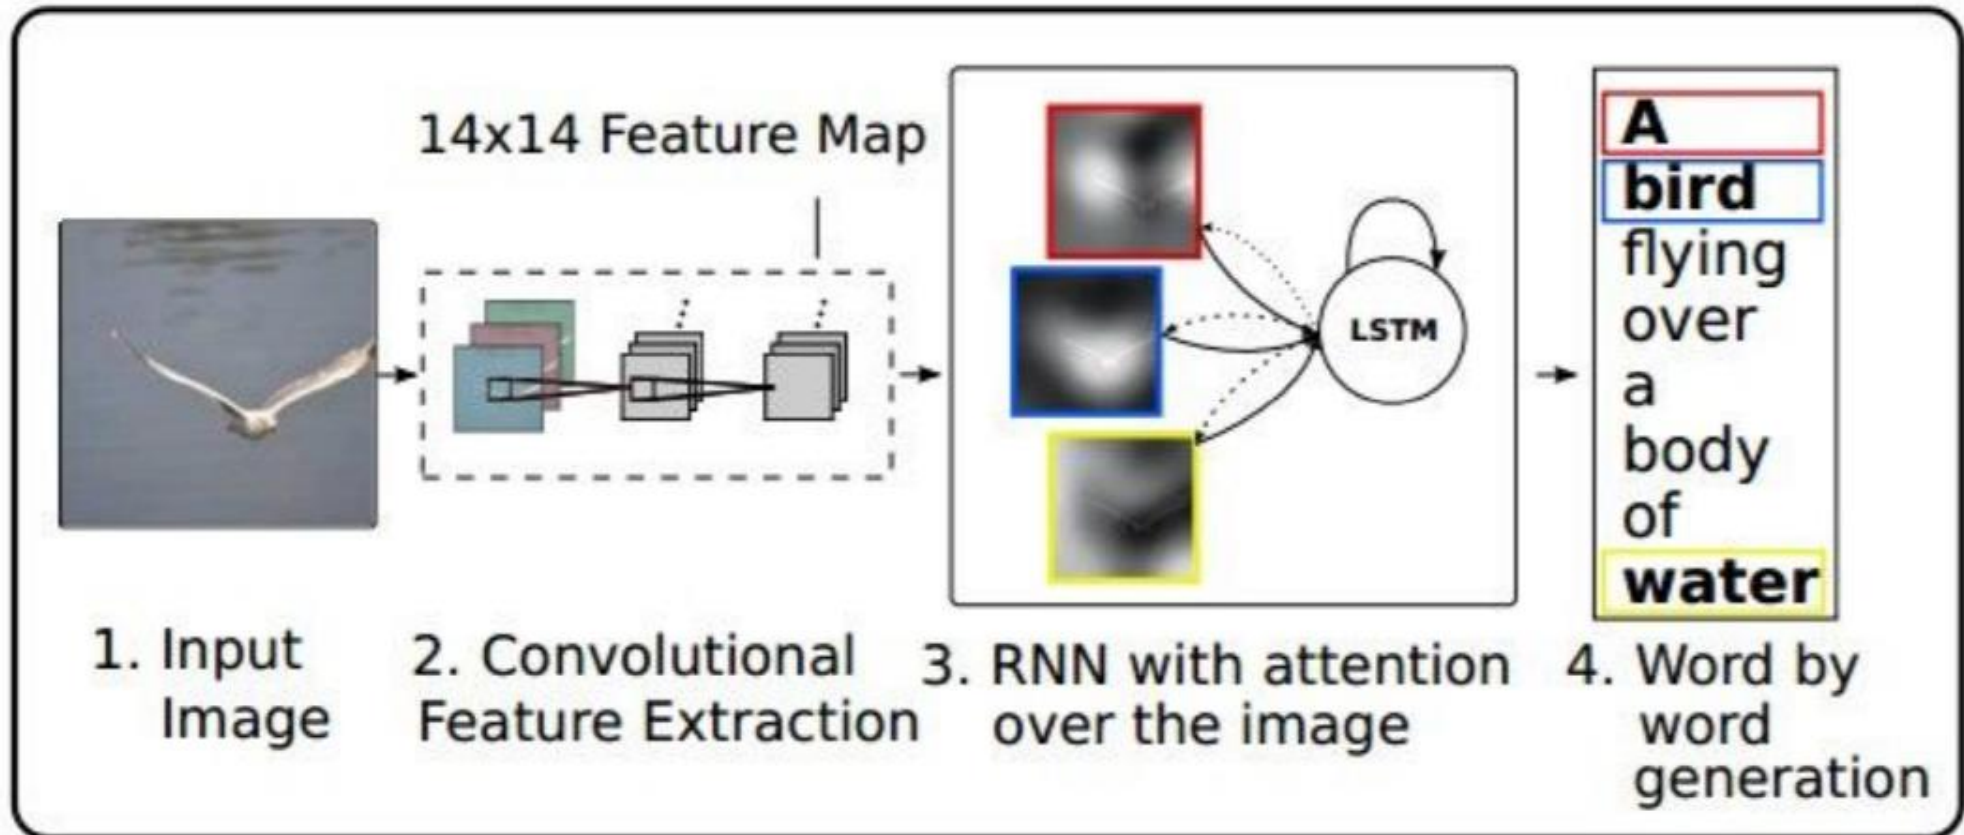 14x14 Feature Map
LSTM
A
bird
flying
over
a
body
of
water
1. Input
Image
2. Convolutional
Feature Extraction
3. RNN with attention
over the image
4. Word by
word
generation